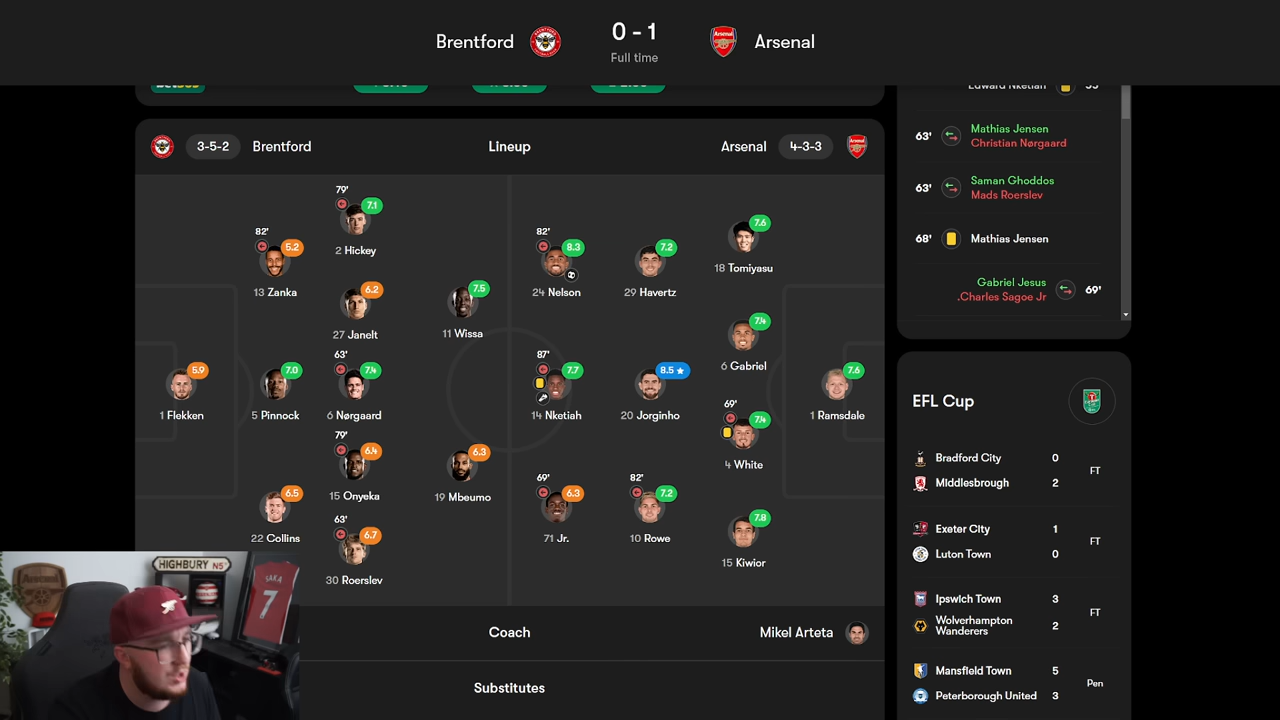 Brentford
0 - 1
Full time
Arsenal
3-5-2
Brentford
Lineup
Arsenal
4-3-3
79'
7.1
2 Hickey
82'
5.2
13 Zanka
6.2
27 Janelt
7.5
11 Wissa
5.9
1 Flekken
7.0
5 Pinnock
63'
7.4
6 Nørgaard
79'
6.4
15 Onyeka
6.3
19 Mbeumo
6.5
22 Collins
63'
6.7
30 Roerslev
82'
8.3
24 Nelson
7.2
29 Havertz
7.6
18 Tomiyasu
7.4
6 Gabriel
87'
7.7
14 Nketiah
8.5
20 Jorginho
7.6
1 Ramsdale
69'
7.4
4 White
69'
6.3
71 Jr.
82'
7.2
10 Rowe
7.8
15 Kiwior
Coach
Mikel Arteta
Substitutes
Edward Nketiah
63'
Mathias Jensen
Christian Nørgaard
63'
Saman Ghoddos
Mads Roerslev
68'
Mathias Jensen
Gabriel Jesus
.Charles Sagoe Jr
69'
EFL Cup
Bradford City 0
Middlesbrough 2
FT
Exeter City 1
Luton Town 0
FT
Ipswich Town 3
Wolverhampton
Wanderers 2
FT
Mansfield Town 5
Peterborough United 3
Pen
HIGHBURY N5
SAKA
7
Arsenal